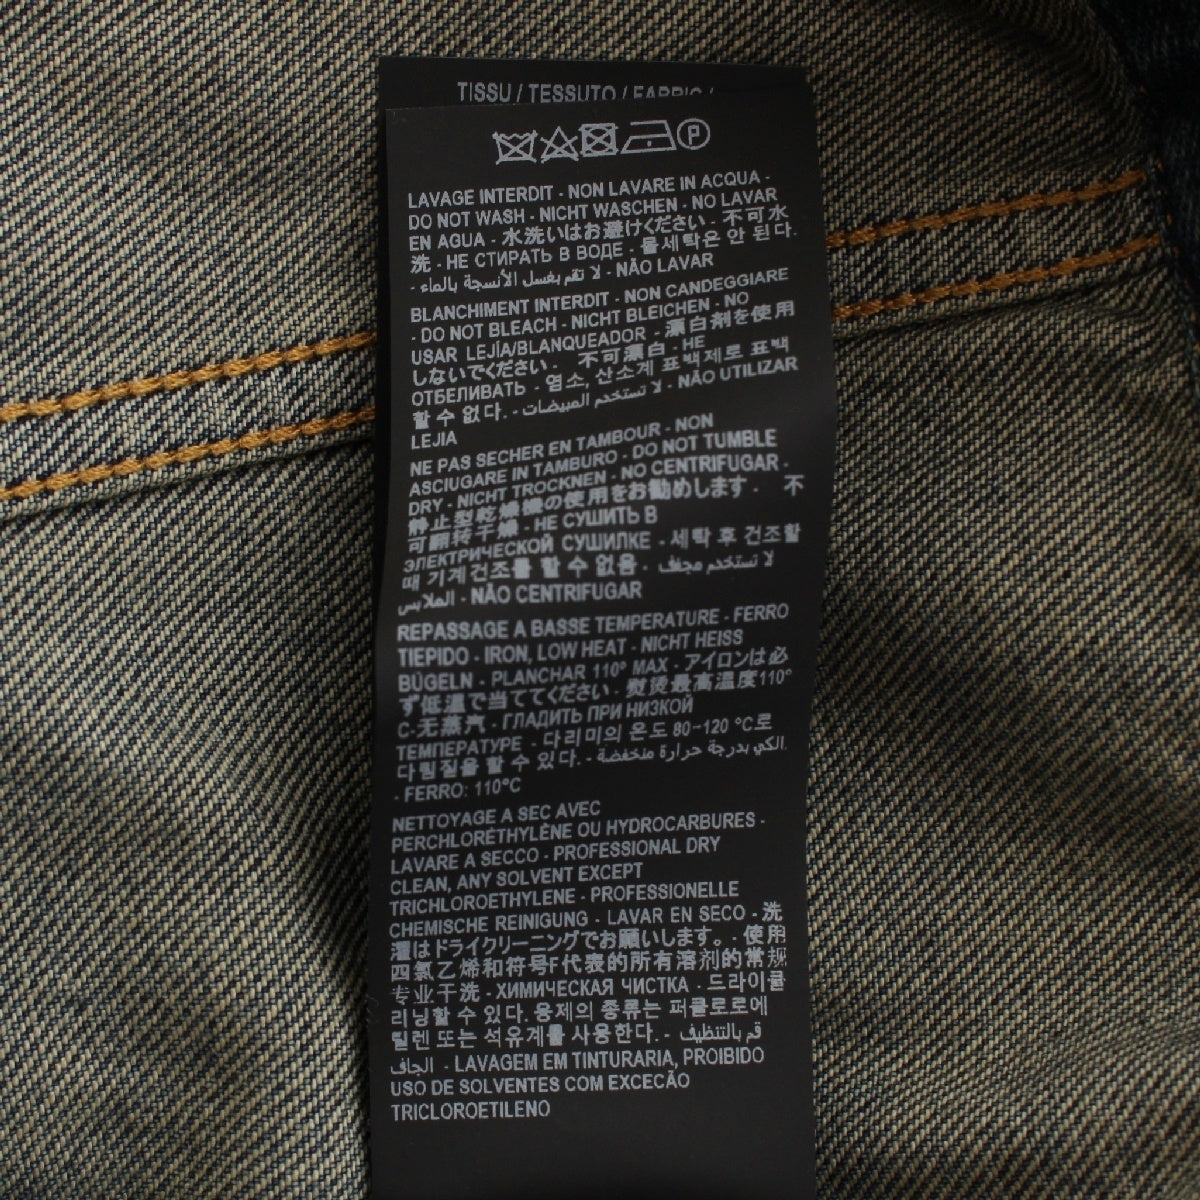 TISSU / TESSUTO / FABRIC /
P
LAVAGE INTERDIT - NON LAVARE IN ACQUA -
DO NOT WASH - NICHT WASCHEN - NO LAVAR
EN AGUA - 水洗いはお避けください - 不可水
洗 - НЕ СТИРАТЬ В ВОДЕ - 물세탁은 안 된다.
- لا تقم بغسل الأنسجة بالماء - NÃO LAVAR
BLANCHIMENT INTERDIT - NON CANDEGGIARE
- DO NOT BLEACH - NICHT BLEICHEN - NO
USAR LEJÍA/BLANQUEADOR - 漂白剤を使用
しないでください - 不可漂白 - НЕ
ОТБЕЛИВАТЬ - 염소, 산소계 표백제로 표백
할 수 없다. - لا تستخدم المبيضات - NÃO UTILIZAR
LEJIA
NE PAS SECHER EN TAMBOUR - NON
ASCIUGARE IN TAMBURO - DO NOT TUMBLE
DRY - NICHT TROCKNEN - NO CENTRIFUGAR -
静止型乾燥機の使用をお勧めします. 不
可翻转干燥 - НЕ СУШИТЬ В
ЭЛЕКТРИЧЕСКОЙ СУШИЛКЕ - 세탁 후 건조할
때 기계건조를 할 수 없음 - لا تستخدم مجفف
الملابس - NÃO CENTRIFUGAR
REPASSAGE A BASSE TEMPERATURE - FERRO
TIEPIDO - IRON, LOW HEAT - NICHT HEISS
BÜGELN - PLANCHAR 110º MAX - アイロンは必
ず低温で当ててください - 熨烫最高温度110°
C-无蒸汽 - ГЛАДИТЬ ПРИ НИЗКОЙ
ТЕМПЕРАТУРЕ - 다리미의 온도 80~120 °C로
다림질을 할 수 있다. - الكي بدرجة حرارة منخفضة.
- FERRO: 110°C
NETTOYAGE A SEC AVEC
PERCHLORÉTHYLÈNE OU HYDROCARBURES -
LAVARE A SECCO - PROFESSIONAL DRY
CLEAN, ANY SOLVENT EXCEPT
TRICHLOROETHYLENE - PROFESSIONELLE
CHEMISCHE REINIGUNG - LAVAR EN SECO - 洗
濯はドライクリーニングでお願いします。- 使用
四氯乙烯和符号F代表的所有溶剂的常规
专业干洗 - ХИМИЧЕСКАЯ ЧИСТКА - 드라이클
리닝할 수 있다. 용제의 종류는 퍼클로로에
틸렌 또는 석유계를 사용한다. - قم بالتنظيف
الجاف - LAVAGEM EM TINTURARIA, PROIBIDO
USO DE SOLVENTES COM EXCECÃO
TRICLOROETILENO